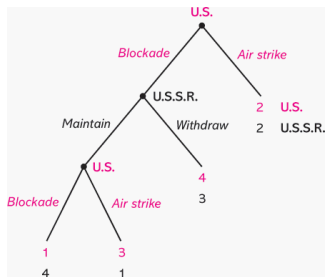 U.S.
Blockade
Air strike
U.S.S.R.
2 U.S.
2 U.S.S.R.
Maintain
Withdraw
U.S.
4
3
Blockade
Air strike
1
4
3
1